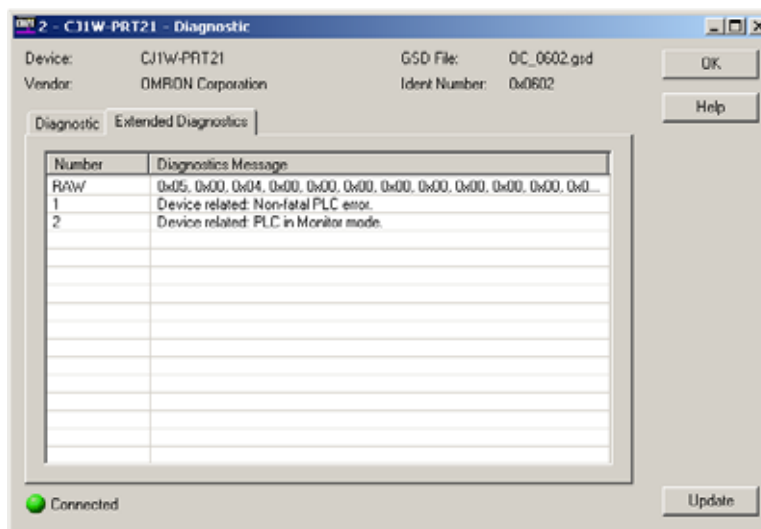 2 - CJ1W-PRT21 - Diagnostic
Device: CJ1W-PRT21 GSD File: OC_0602.gsd
Vendor: OMRON Corporation Ident Number: 0x0602
OK
Help
Diagnostic Extended Diagnostics
Number Diagnostics Message
RAW 0x05, 0x00, 0x04, 0x00, 0x00, 0x00, 0x00, 0x00, 0x00, 0x00, 0x00, 0x0...
1 Device related: Non-fatal PLC error.
2 Device related: PLC in Monitor mode.
Connected
Update